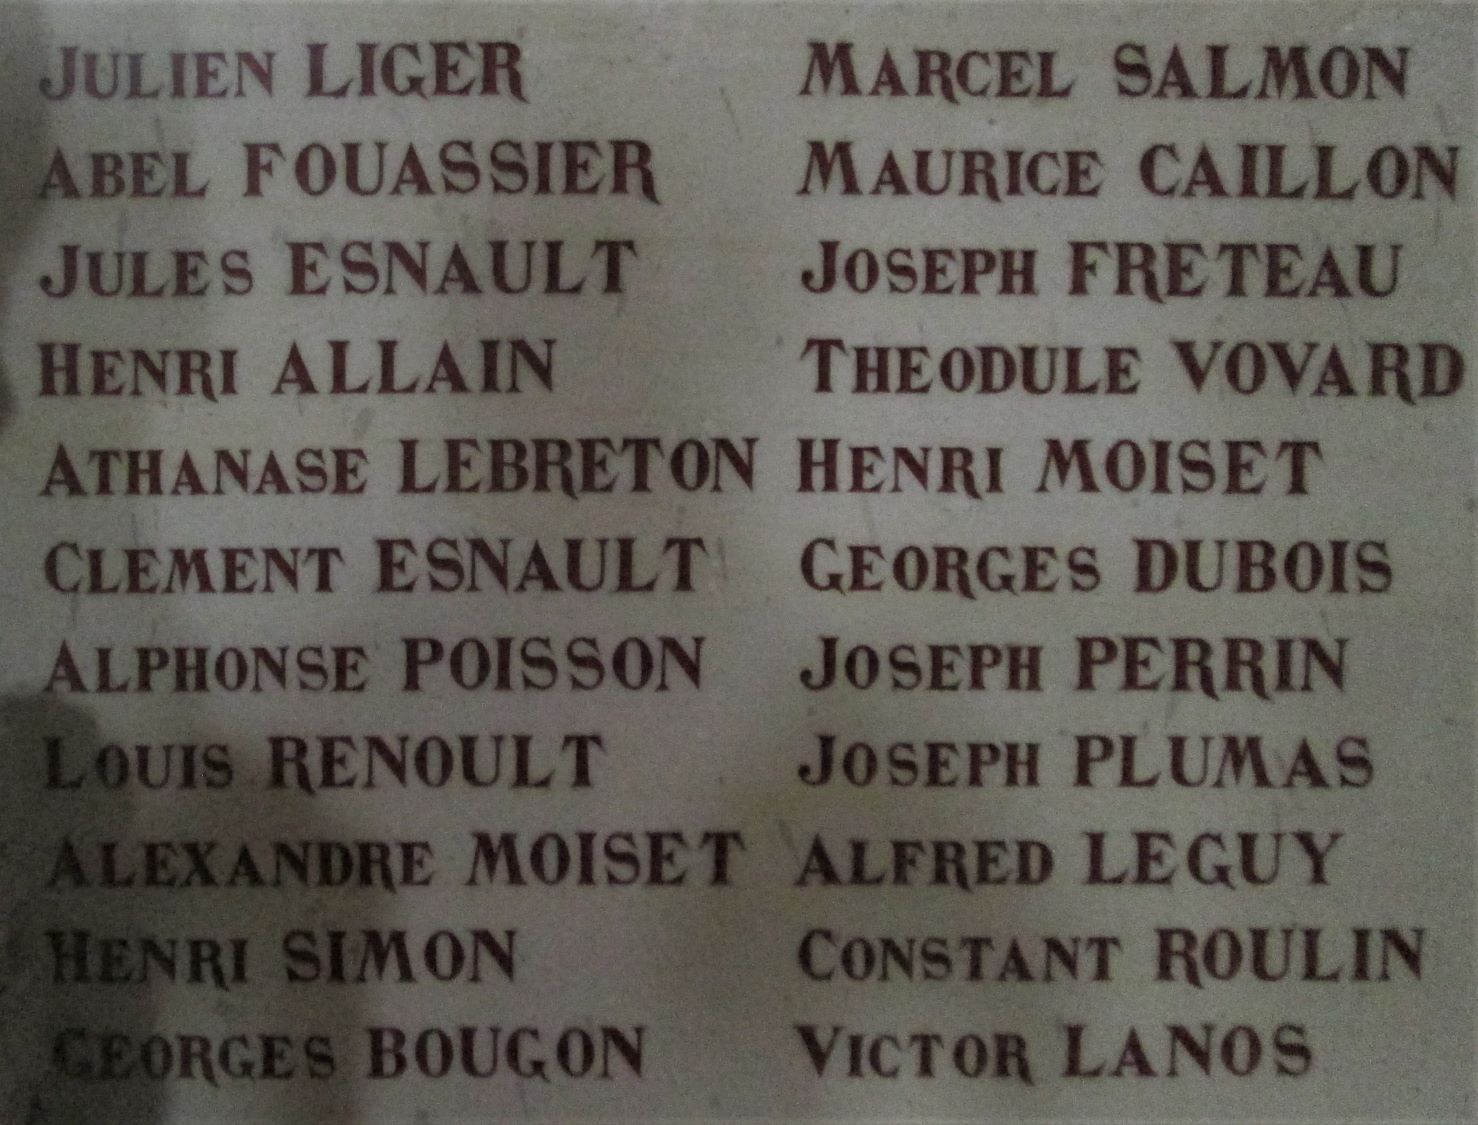 JULIEN LIGER
ABEL FOUASSIER
JULES ESNAULT
HENRI ALLAIN
ATHANASE LEBRETON
CLEMENT ESNAULT
ALPHONSE POISSON
LOUIS RENOULT
ALEXANDRE MOISET
HENRI SIMON
GEORGES BOUGON
MARCEL SALMON
MAURICE CAILLON
JOSEPH FRETEAU
THEODULE VOVARD
HENRI MOISET
GEORGES DUBOIS
JOSEPH PERRIN
JOSEPH PLUMAS
ALFRED LEGUY
CONSTANT ROULIN
VICTOR LANOS